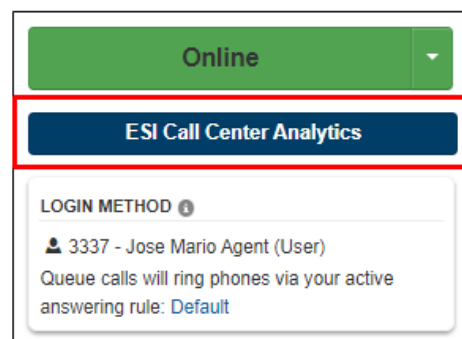 Online
ESI Call Center Analytics
LOGIN METHOD
3337 - Jose Mario Agent (User)
Queue calls will ring phones via your active
answering rule: Default